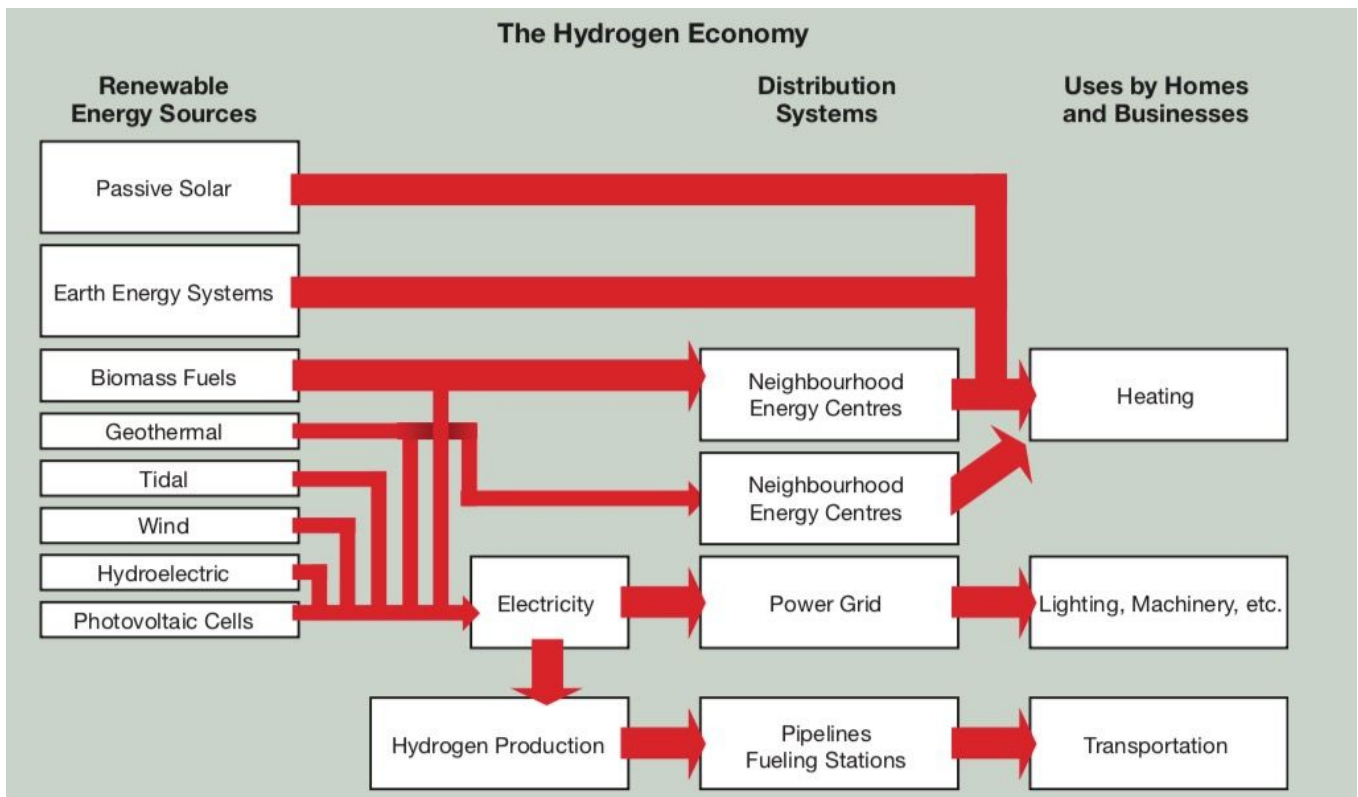 The Hydrogen Economy
Renewable
Energy Sources
Distribution
Systems
Uses by Homes
and Businesses
Passive Solar
Earth Energy Systems
Biomass Fuels
Neighbourhood
Energy Centres
Heating
Geothermal
Tidal
Neighbourhood
Energy Centres
Wind
Hydroelectric
Photovoltaic Cells
Electricity
Power Grid
Lighting, Machinery, etc.
Hydrogen Production
Pipelines
Fueling Stations
Transportation